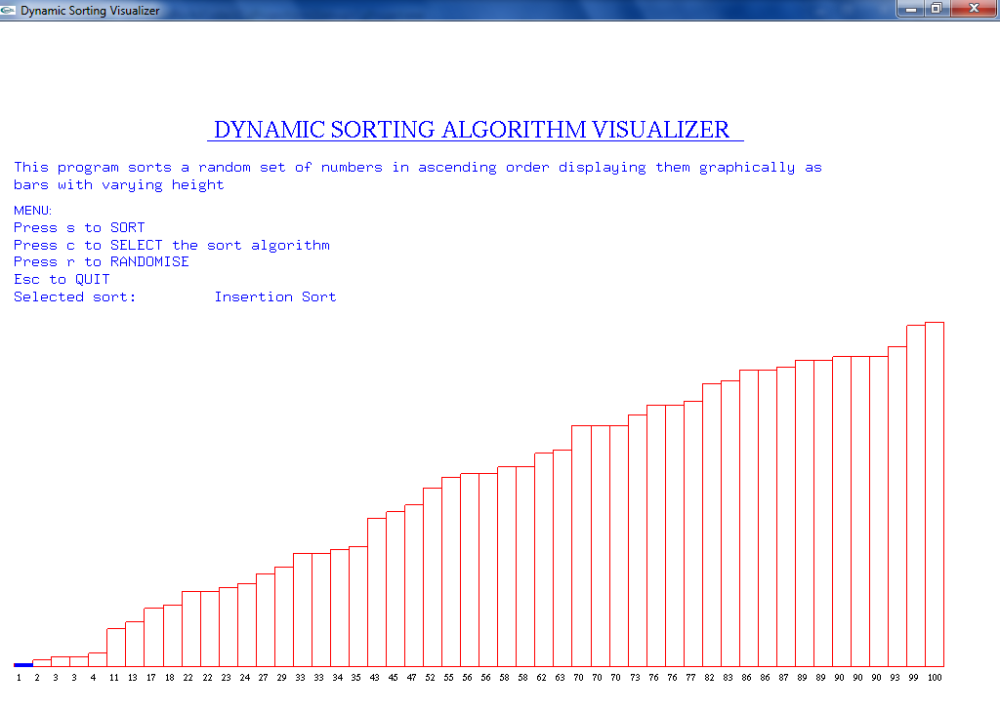 Dynamic Sorting Visualizer
DYNAMIC SORTING ALGORITHM VISUALIZER
This program sorts a random set of numbers in ascending order displaying them graphically as
bars with varying height
MENU:
Press s to SORT
Press c to SELECT the sort algorithm
Press r to RANDOMISE
Esc to QUIT
Selected sort: Insertion Sort
1 2 3 3 4 11 13 17 18 22 22 23 24 27 29 33 33 34 35 43 45 47 52 55 56 56 58 58 62 63 70 70 70 73 76 76 77 82 83 86 86 87 89 89 90 90 90 93 99 100